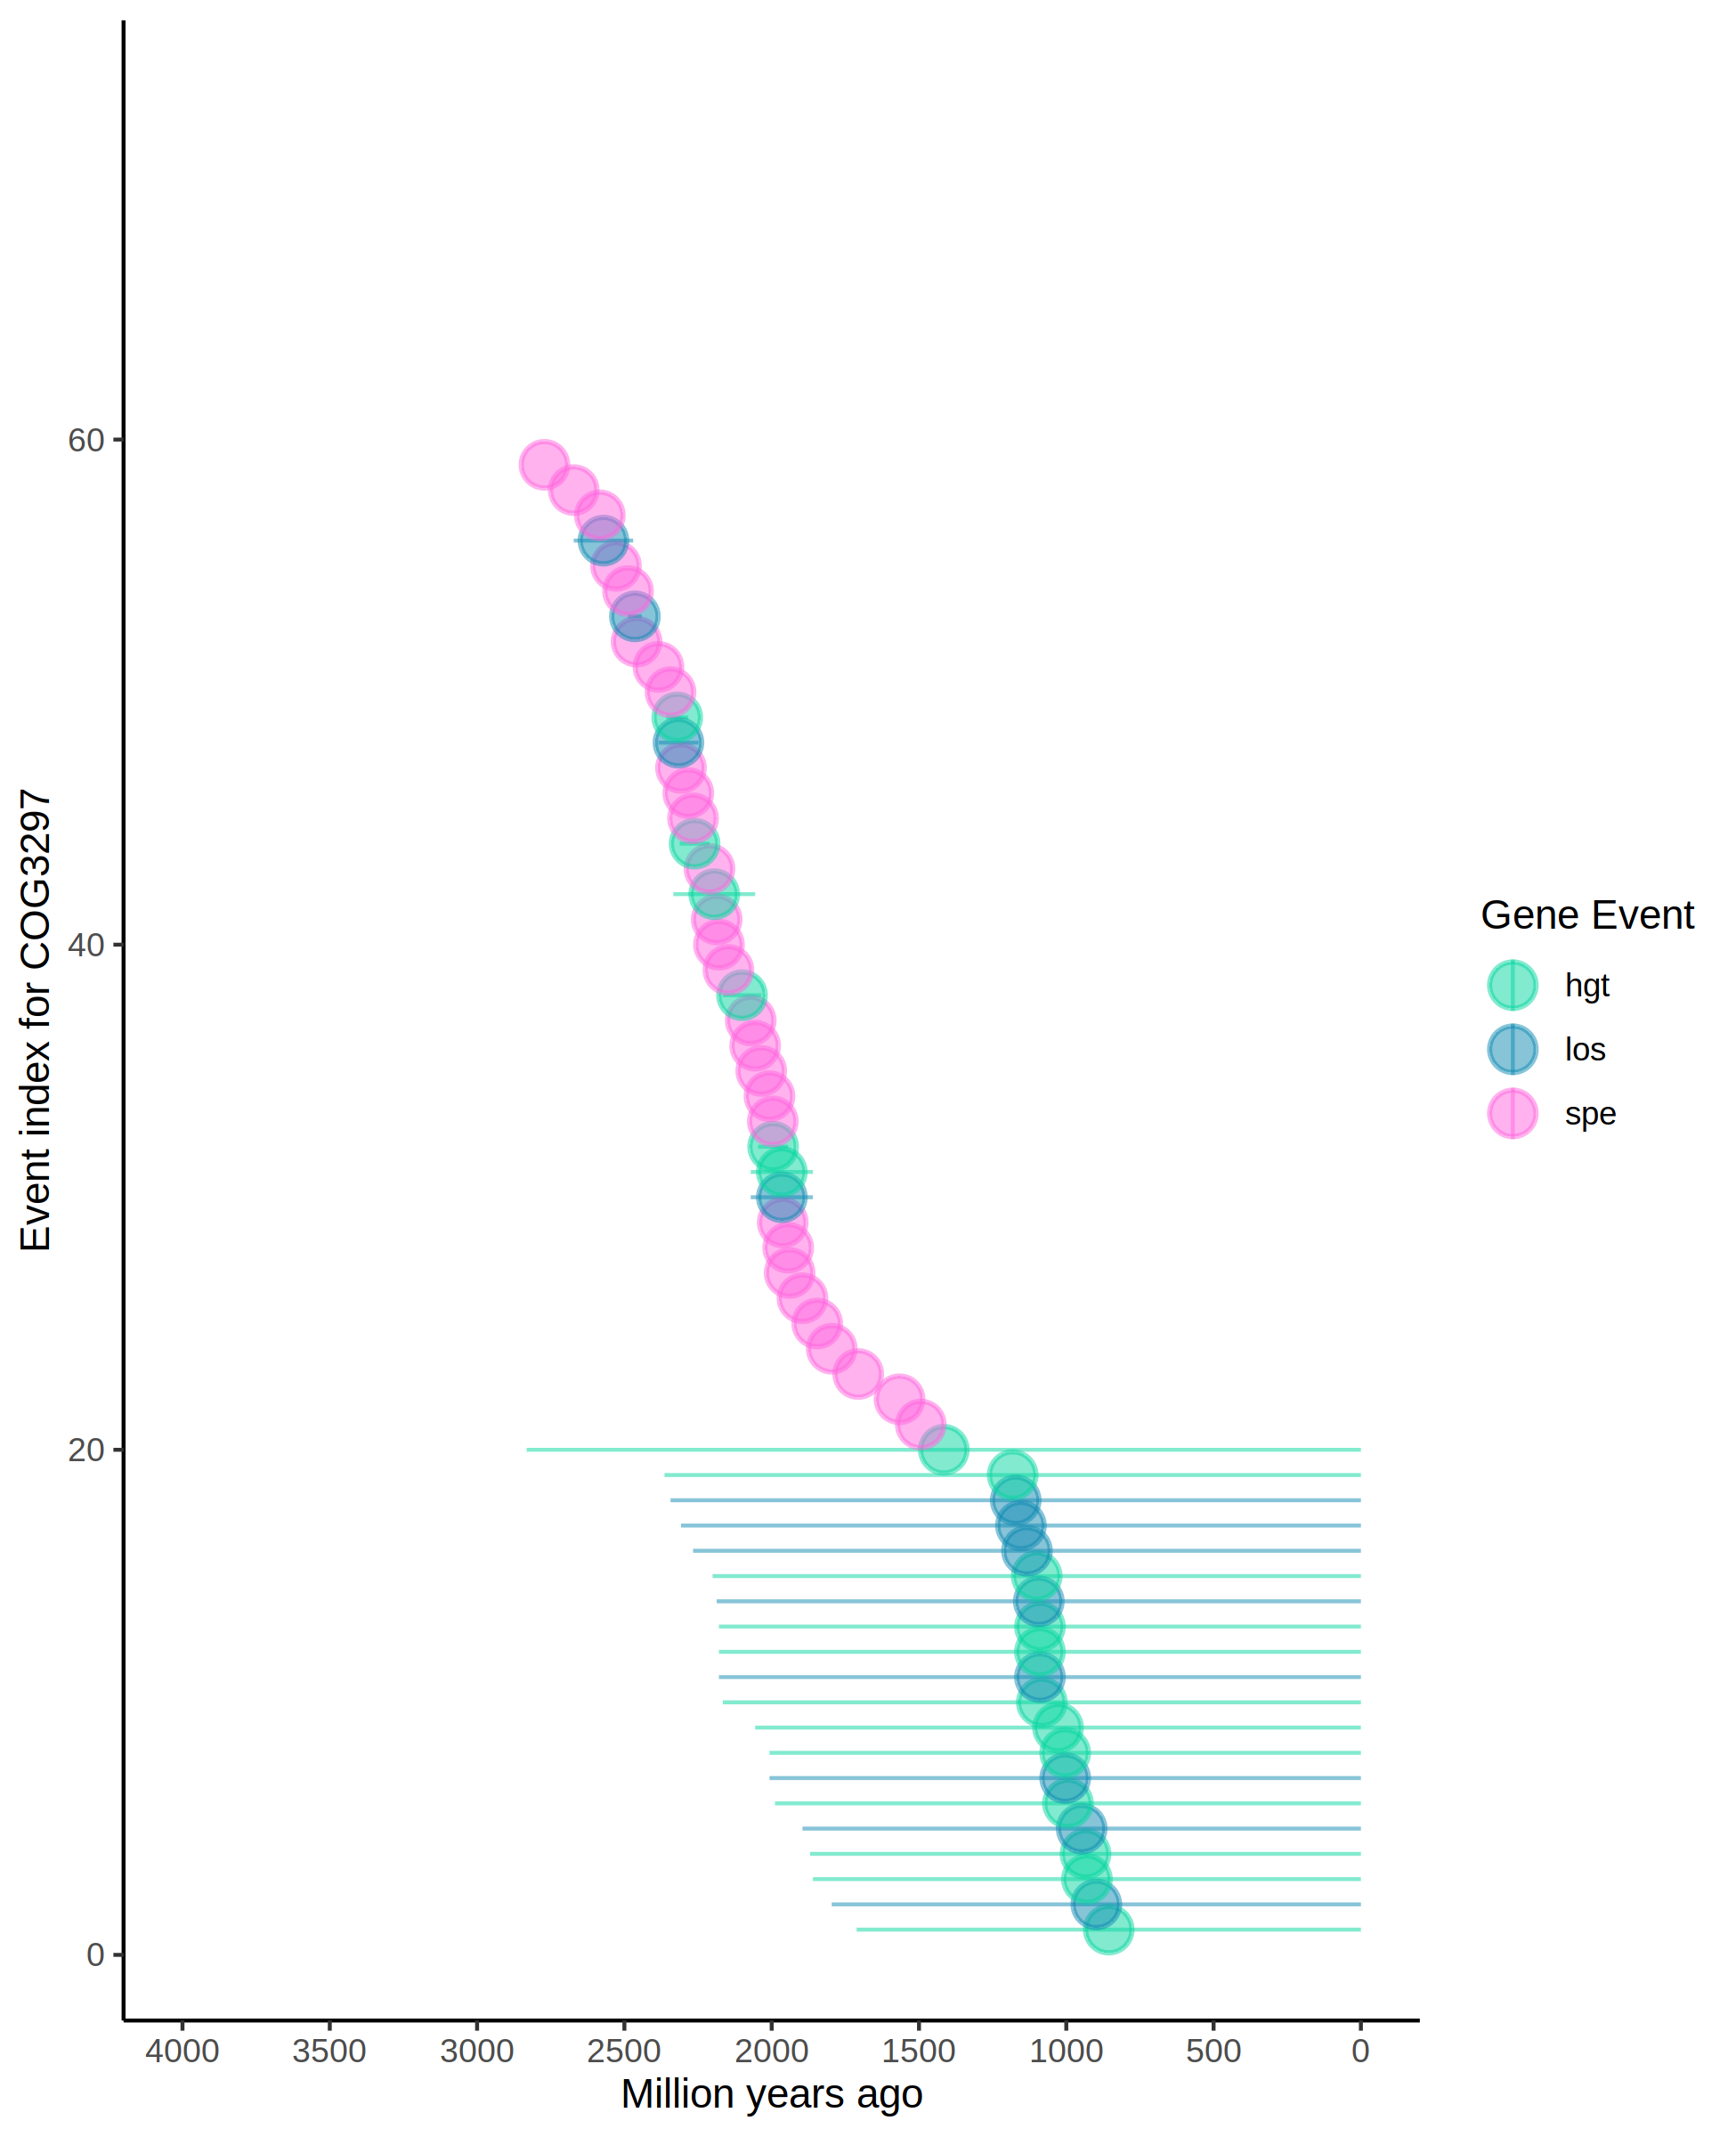 Event index for COG3297
60
40
20
0
4000 3500 3000 2500 2000 1500 1000 500 0
Million years ago
Gene Event
hgt
los
spe